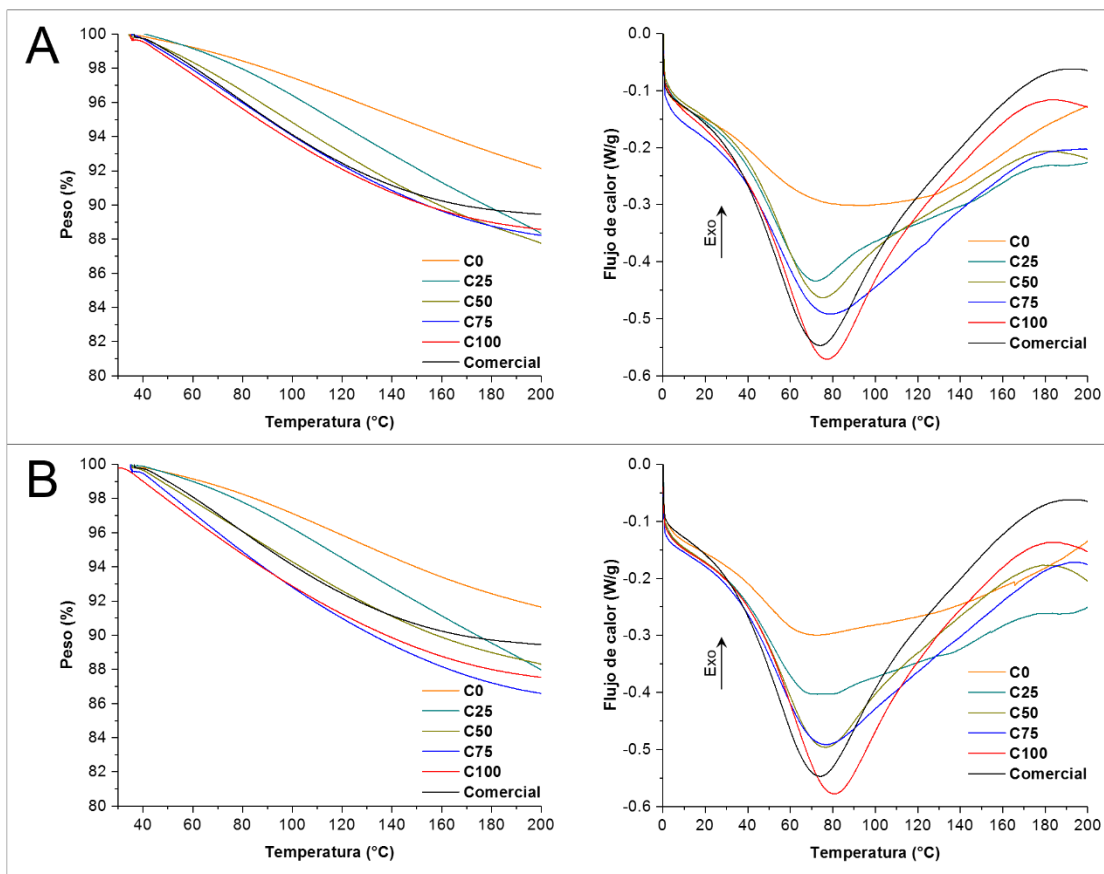 A
100
98
96
94
92
90
88
86
84
82
80
Peso (%)
40 60 80 100 120 140 160 180 200
Temperatura (°C)
C0
C25
C50
C75
C100
Comercial
0.0
-0.1
-0.2
-0.3
-0.4
-0.5
-0.6
Flujo de calor (W/g)
Exo
0 20 40 60 80 100 120 140 160 180 200
Temperatura (°C)
C0
C25
C50
C75
C100
Comercial
B
100
98
96
94
92
90
88
86
84
82
80
Peso (%)
40 60 80 100 120 140 160 180 200
Temperatura (°C)
C0
C25
C50
C75
C100
Comercial
0.0
-0.1
-0.2
-0.3
-0.4
-0.5
-0.6
Flujo de calor (W/g)
Exo
0 20 40 60 80 100 120 140 160 180 200
Temperatura (°C)
C0
C25
C50
C75
C100
Comercial